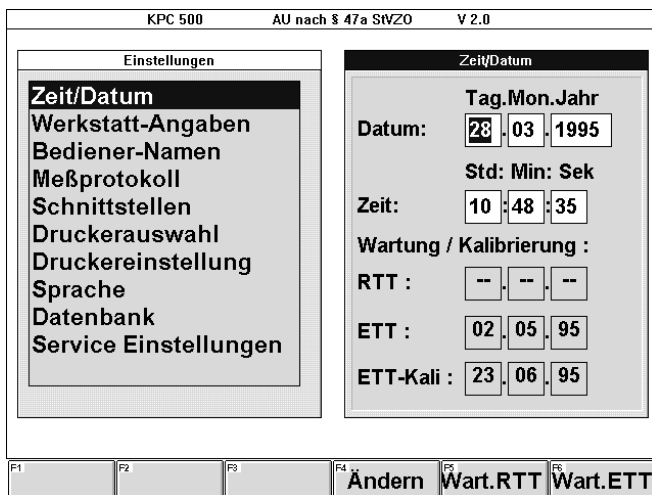 KPC 500 AU nach § 47a StVZO V 2.0
Einstellungen
Zeit/Datum
Werkstatt-Angaben
Bediener-Namen
Meßprotokoll
Schnittstellen
Druckerauswahl
Druckereinstellung
Sprache
Datenbank
Service Einstellungen
Zeit/Datum
Tag.Mon.Jahr
Datum: 28 . 03 . 1995
Std: Min: Sek
Zeit: 10 : 48 : 35
Wartung / Kalibrierung :
RTT : -- . -- . --
ETT : 02 . 05 . 95
ETT-Kali : 23 . 06 . 95
F1 F2 F3 F4 Ändern F5 Wart.RTT F6 Wart.ETT